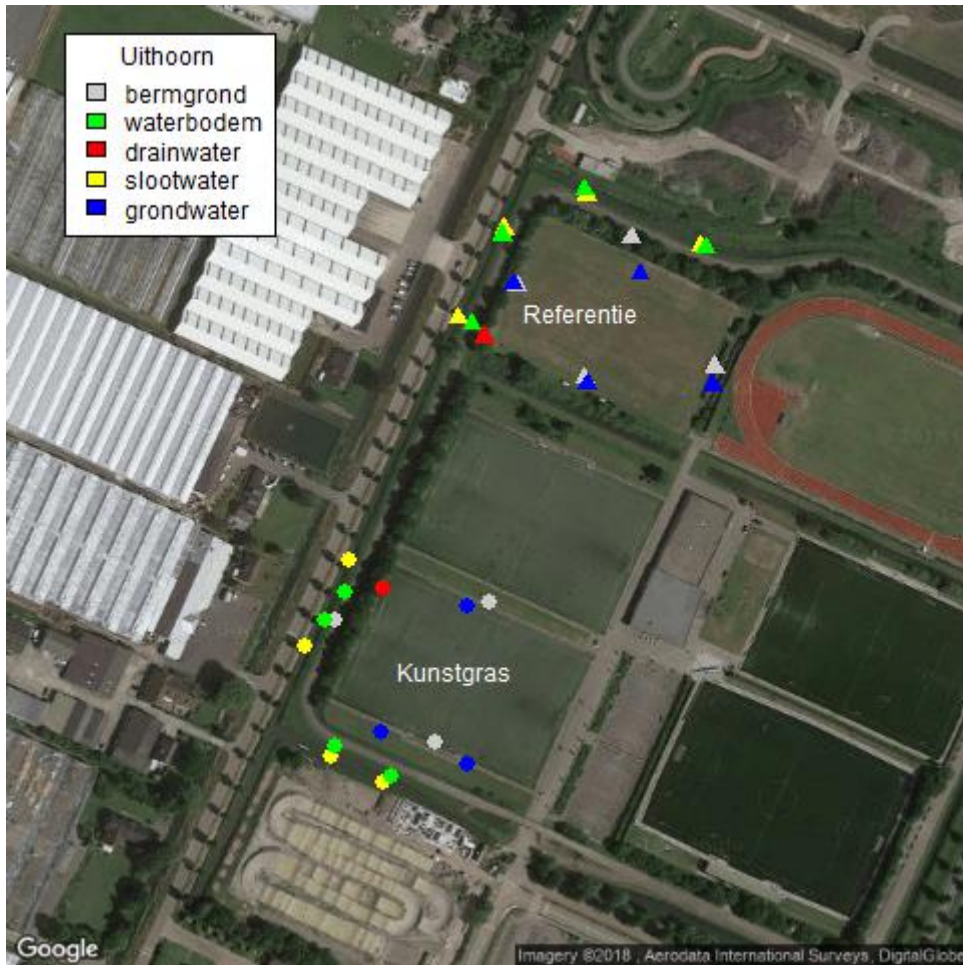 Uithoorn
bermgrond
waterbodem
drainwater
slootwater
grondwater
Referentie
Kunstgras
Google
Imagery ©2018 , Aerodata International Surveys, DigitalGlobe